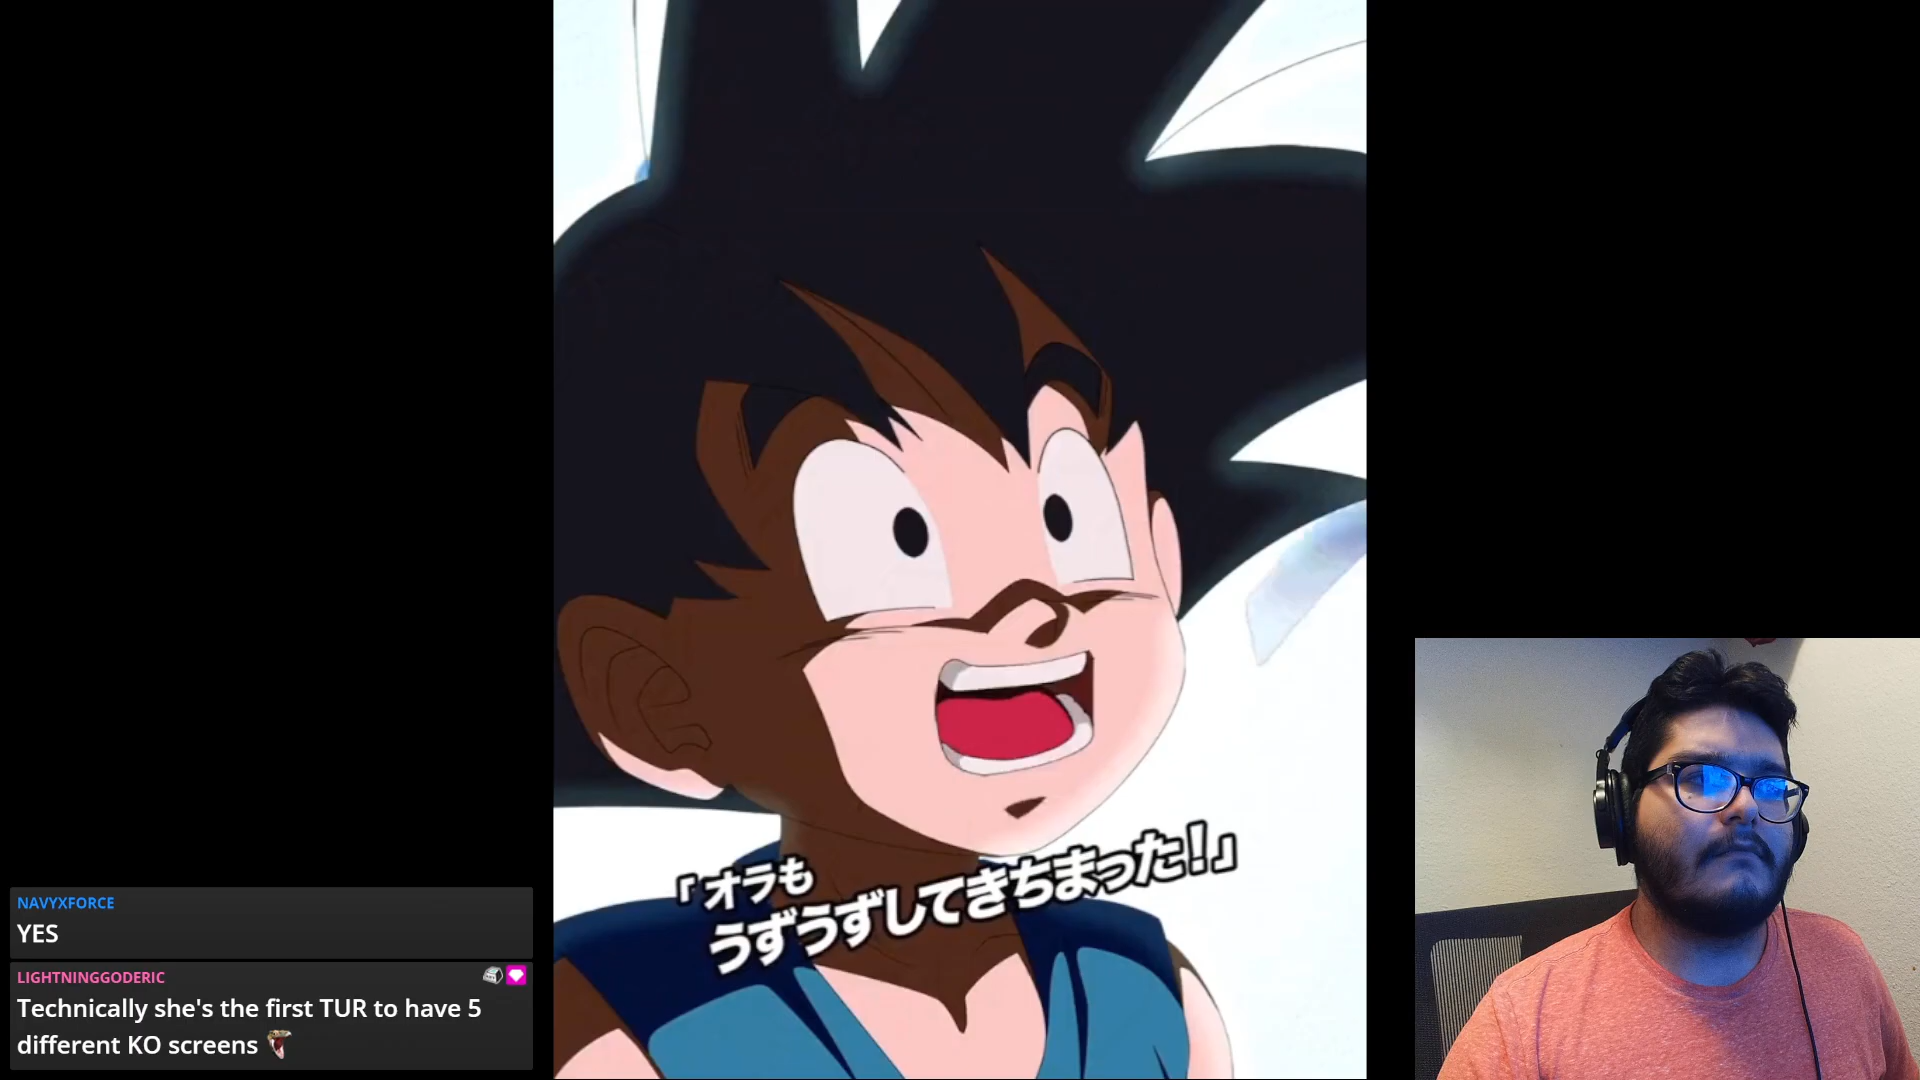 「オラも
うずうずしてきちまった!」
NAVYXFORCE
YES
LIGHTNINGGODERIC
Technically she's the first TUR to have 5
different KO screens